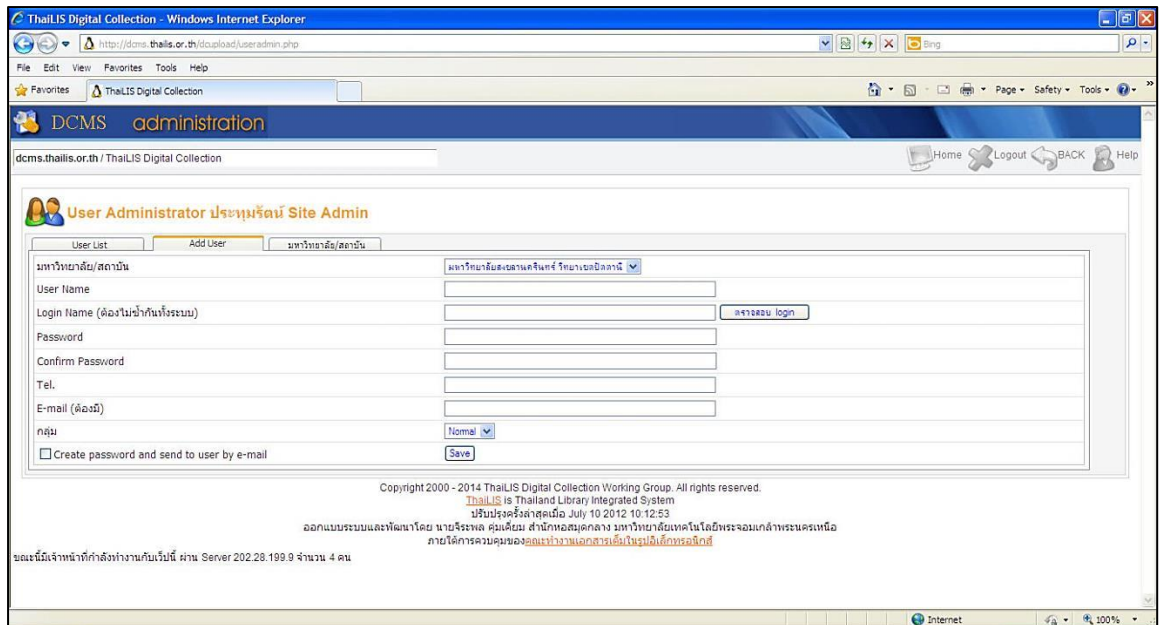 ThaiLIS Digital Collection - Windows Internet Explorer
http://dcms.thailis.or.th/dcupload/useradmin.php
Bing
File Edit View Favorites Tools Help
Favorites ThaiLIS Digital Collection Page Safety Tools
DCMS administration
dcms.thailis.or.th / ThaiLIS Digital Collection Home Logout BACK Help
User Administrator ประทุมรัตน์ Site Admin
User List Add User มหาวิทยาลัย/สถาบัน
มหาวิทยาลัย/สถาบัน มหาวิทยาลัยสงขลานครินทร์ วิทยาเขตปัตตานี
User Name
Login Name (ต้องไม่ซ้ำกันทั้งระบบ) ตรวจสอบ login
Password
Confirm Password
Tel.
E-mail (ต้องมี)
กลุ่ม Normal
Create password and send to user by e-mail Save
Copyright 2000 - 2014 ThaiLIS Digital Collection Working Group. All rights reserved.
ThaiLIS is Thailand Library Integrated System
ปรับปรุงครั้งล่าสุดเมื่อ July 10 2012 10:12:53
ออกแบบระบบและพัฒนาโดย นายจิระพล คุ่มเคี่ยม สำนักหอสมุดกลาง มหาวิทยาลัยเทคโนโลยีพระจอมเกล้าพระนครเหนือ
ภายใต้การควบคุมของคณะทำงานเอกสารเต็มในรูปอิเล็กทรอนิกส์
ขณะนี้มีเจ้าหน้าที่กำลังทำงานกับเว็ปนี้ ผ่าน Server 202.28.199.9 จำนวน 4 คน
Internet 100%